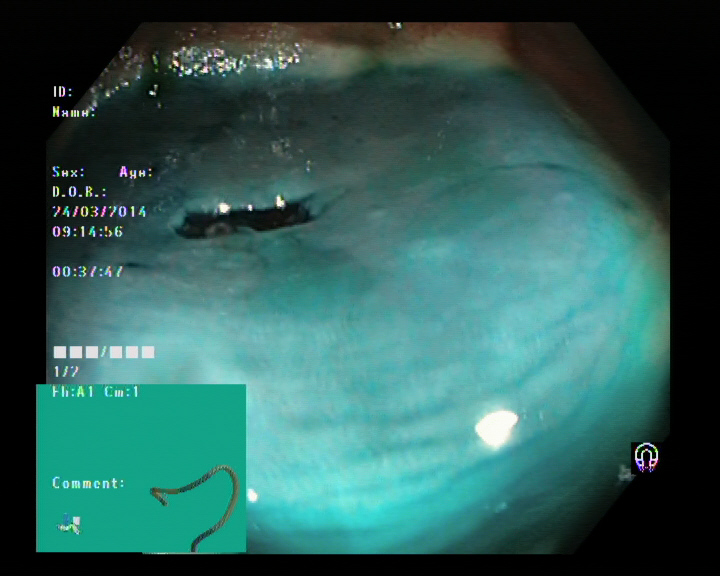 ID:
Name:
Sex: Age:
D.O.B.:
24/03/2014
09:14:56
00:37:47
/
1/2
Eh:A1 Cm:1
Comment: